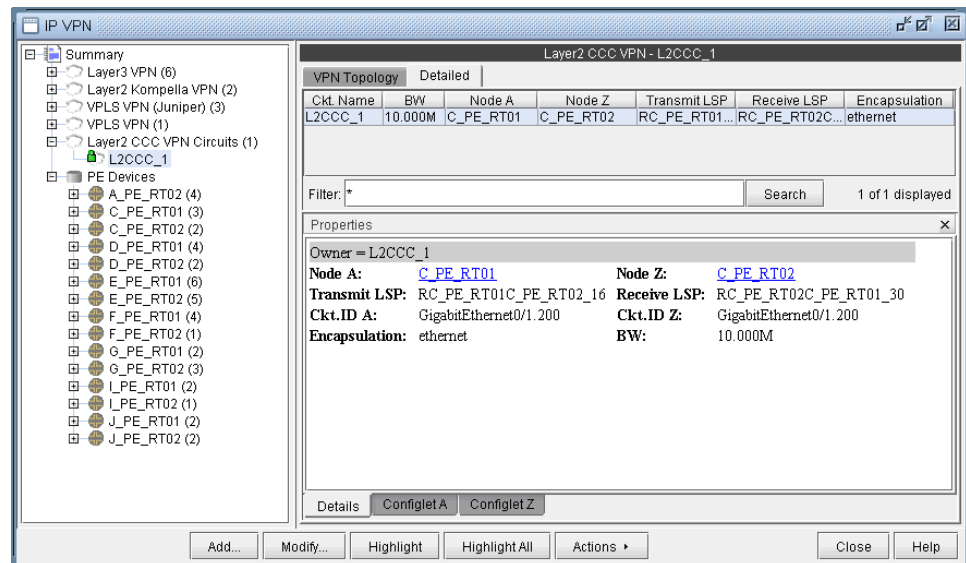 IP VPN
Summary
Layer3 VPN (6)
Layer2 Kompella VPN (2)
VPLS VPN (Juniper) (3)
VPLS VPN (1)
Layer2 CCC VPN Circuits (1)
L2CCC_1
PE Devices
A_PE_RT02 (4)
C_PE_RT01 (3)
C_PE_RT02 (2)
D_PE_RT01 (4)
D_PE_RT02 (2)
E_PE_RT01 (6)
E_PE_RT02 (5)
F_PE_RT01 (4)
F_PE_RT02 (1)
G_PE_RT01 (2)
G_PE_RT02 (3)
I_PE_RT01 (2)
I_PE_RT02 (1)
J_PE_RT01 (2)
J_PE_RT02 (2)
Layer2 CCC VPN - L2CCC_1
VPN Topology Detailed
Ckt. Name BW Node A Node Z Transmit LSP Receive LSP Encapsulation
L2CCC_1 10.000M C_PE_RT01 C_PE_RT02 RC_PE_RT01... RC_PE_RT02C... ethernet
Filter: * Search 1 of 1 displayed
Properties ×
Owner = L2CCC_1
Node A: C_PE_RT01 Node Z: C_PE_RT02
Transmit LSP: RC_PE_RT01C_PE_RT02_16 Receive LSP: RC_PE_RT02C_PE_RT01_30
Ckt.ID A: GigabitEthernet0/1.200 Ckt.ID Z: GigabitEthernet0/1.200
Encapsulation: ethernet BW: 10.000M
Details Configlet A Configlet Z
Add... Modify... Highlight Highlight All Actions Close Help